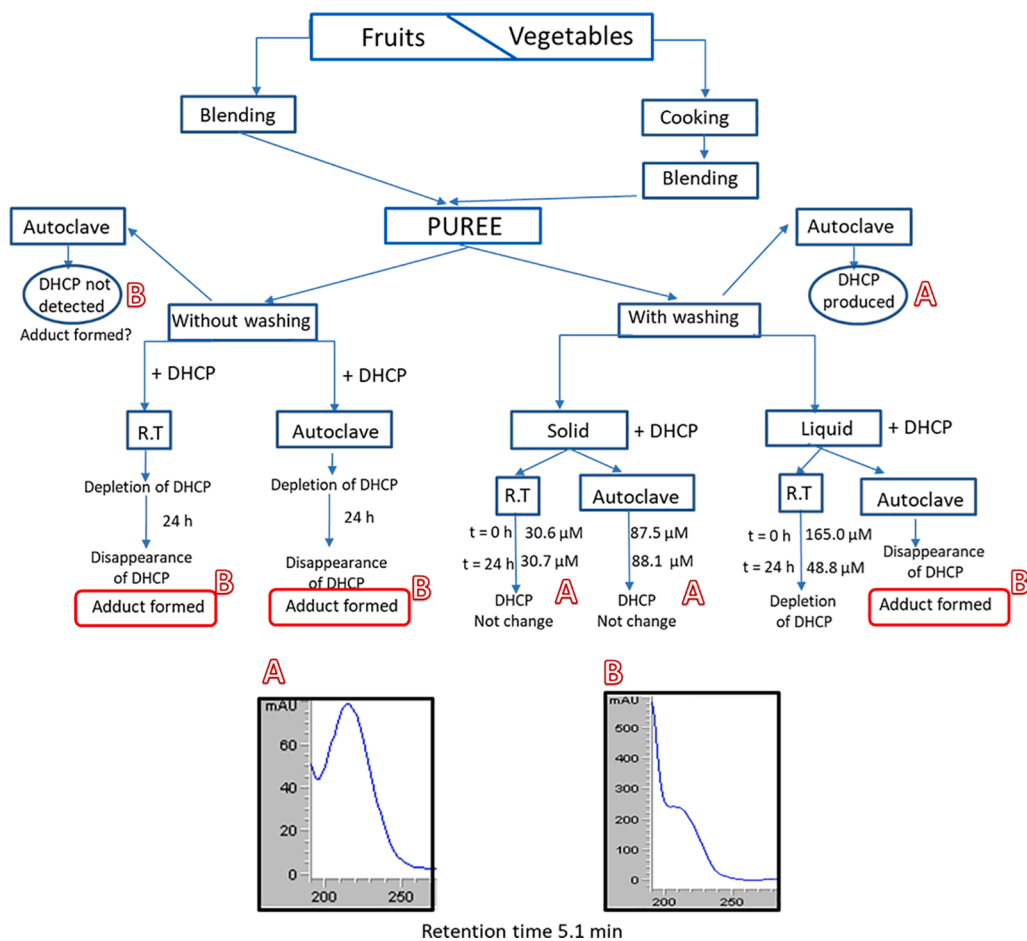 Fruits
Vegetables
Blending
Cooking
Blending
PUREE
Autoclave
DHCP not
detected
B
Adduct formed?
Autoclave
DHCP
produced
A
Without washing
With washing
+ DHCP
+ DHCP
R.T
Autoclave
Depletion of DHCP
Depletion of DHCP
24 h
24 h
Disappearance
of DHCP
B
Adduct formed
Disappearance
of DHCP
B
Adduct formed
Solid
+ DHCP
Liquid
+ DHCP
R.T
Autoclave
R.T
Autoclave
t = 0 h 30.6 µM
t = 24 h 30.7 µM
DHCP
Not change
A
87.5 µM
88.1 µM
DHCP
Not change
A
t = 0 h 165.0 µM
t = 24 h 48.8 µM
Depletion
of DHCP
Disappearance
of DHCP
B
Adduct formed
A
mAU
60
40
20
0
200 250
B
mAU
500
400
300
200
100
0
200 250
Retention time 5.1 min